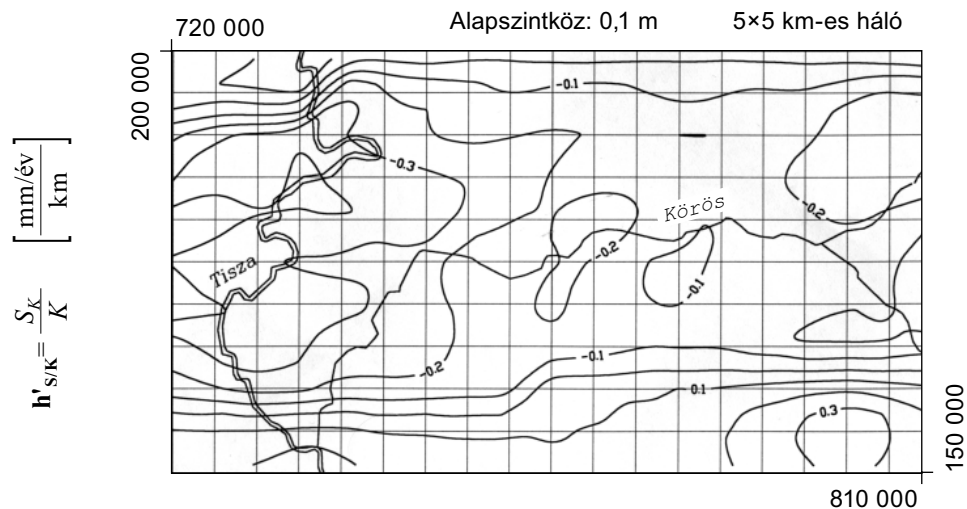 720 000
Alapszintköz: 0,1 m
5×5 km-es háló
200 000
h'S/K = S_K / K [mm/év / km]
-0.1
-0.3
-0.2
Körös
-0.2
Tisza
-0.1
-0.1
-0.2
0.1
0.3
150 000
810 000